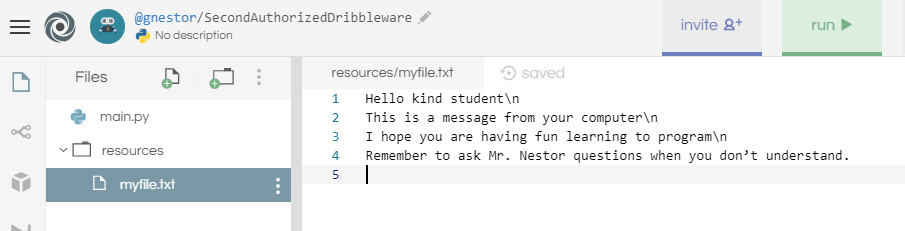 @gnestor/SecondAuthorizedDribbleware
No description
invite
run
Files
resources/myfile.txt
saved
main.py
resources
myfile.txt
1 Hello kind student\n
2 This is a message from your computer\n
3 I hope you are having fun learning to program\n
4 Remember to ask Mr. Nestor questions when you don’t understand.
5